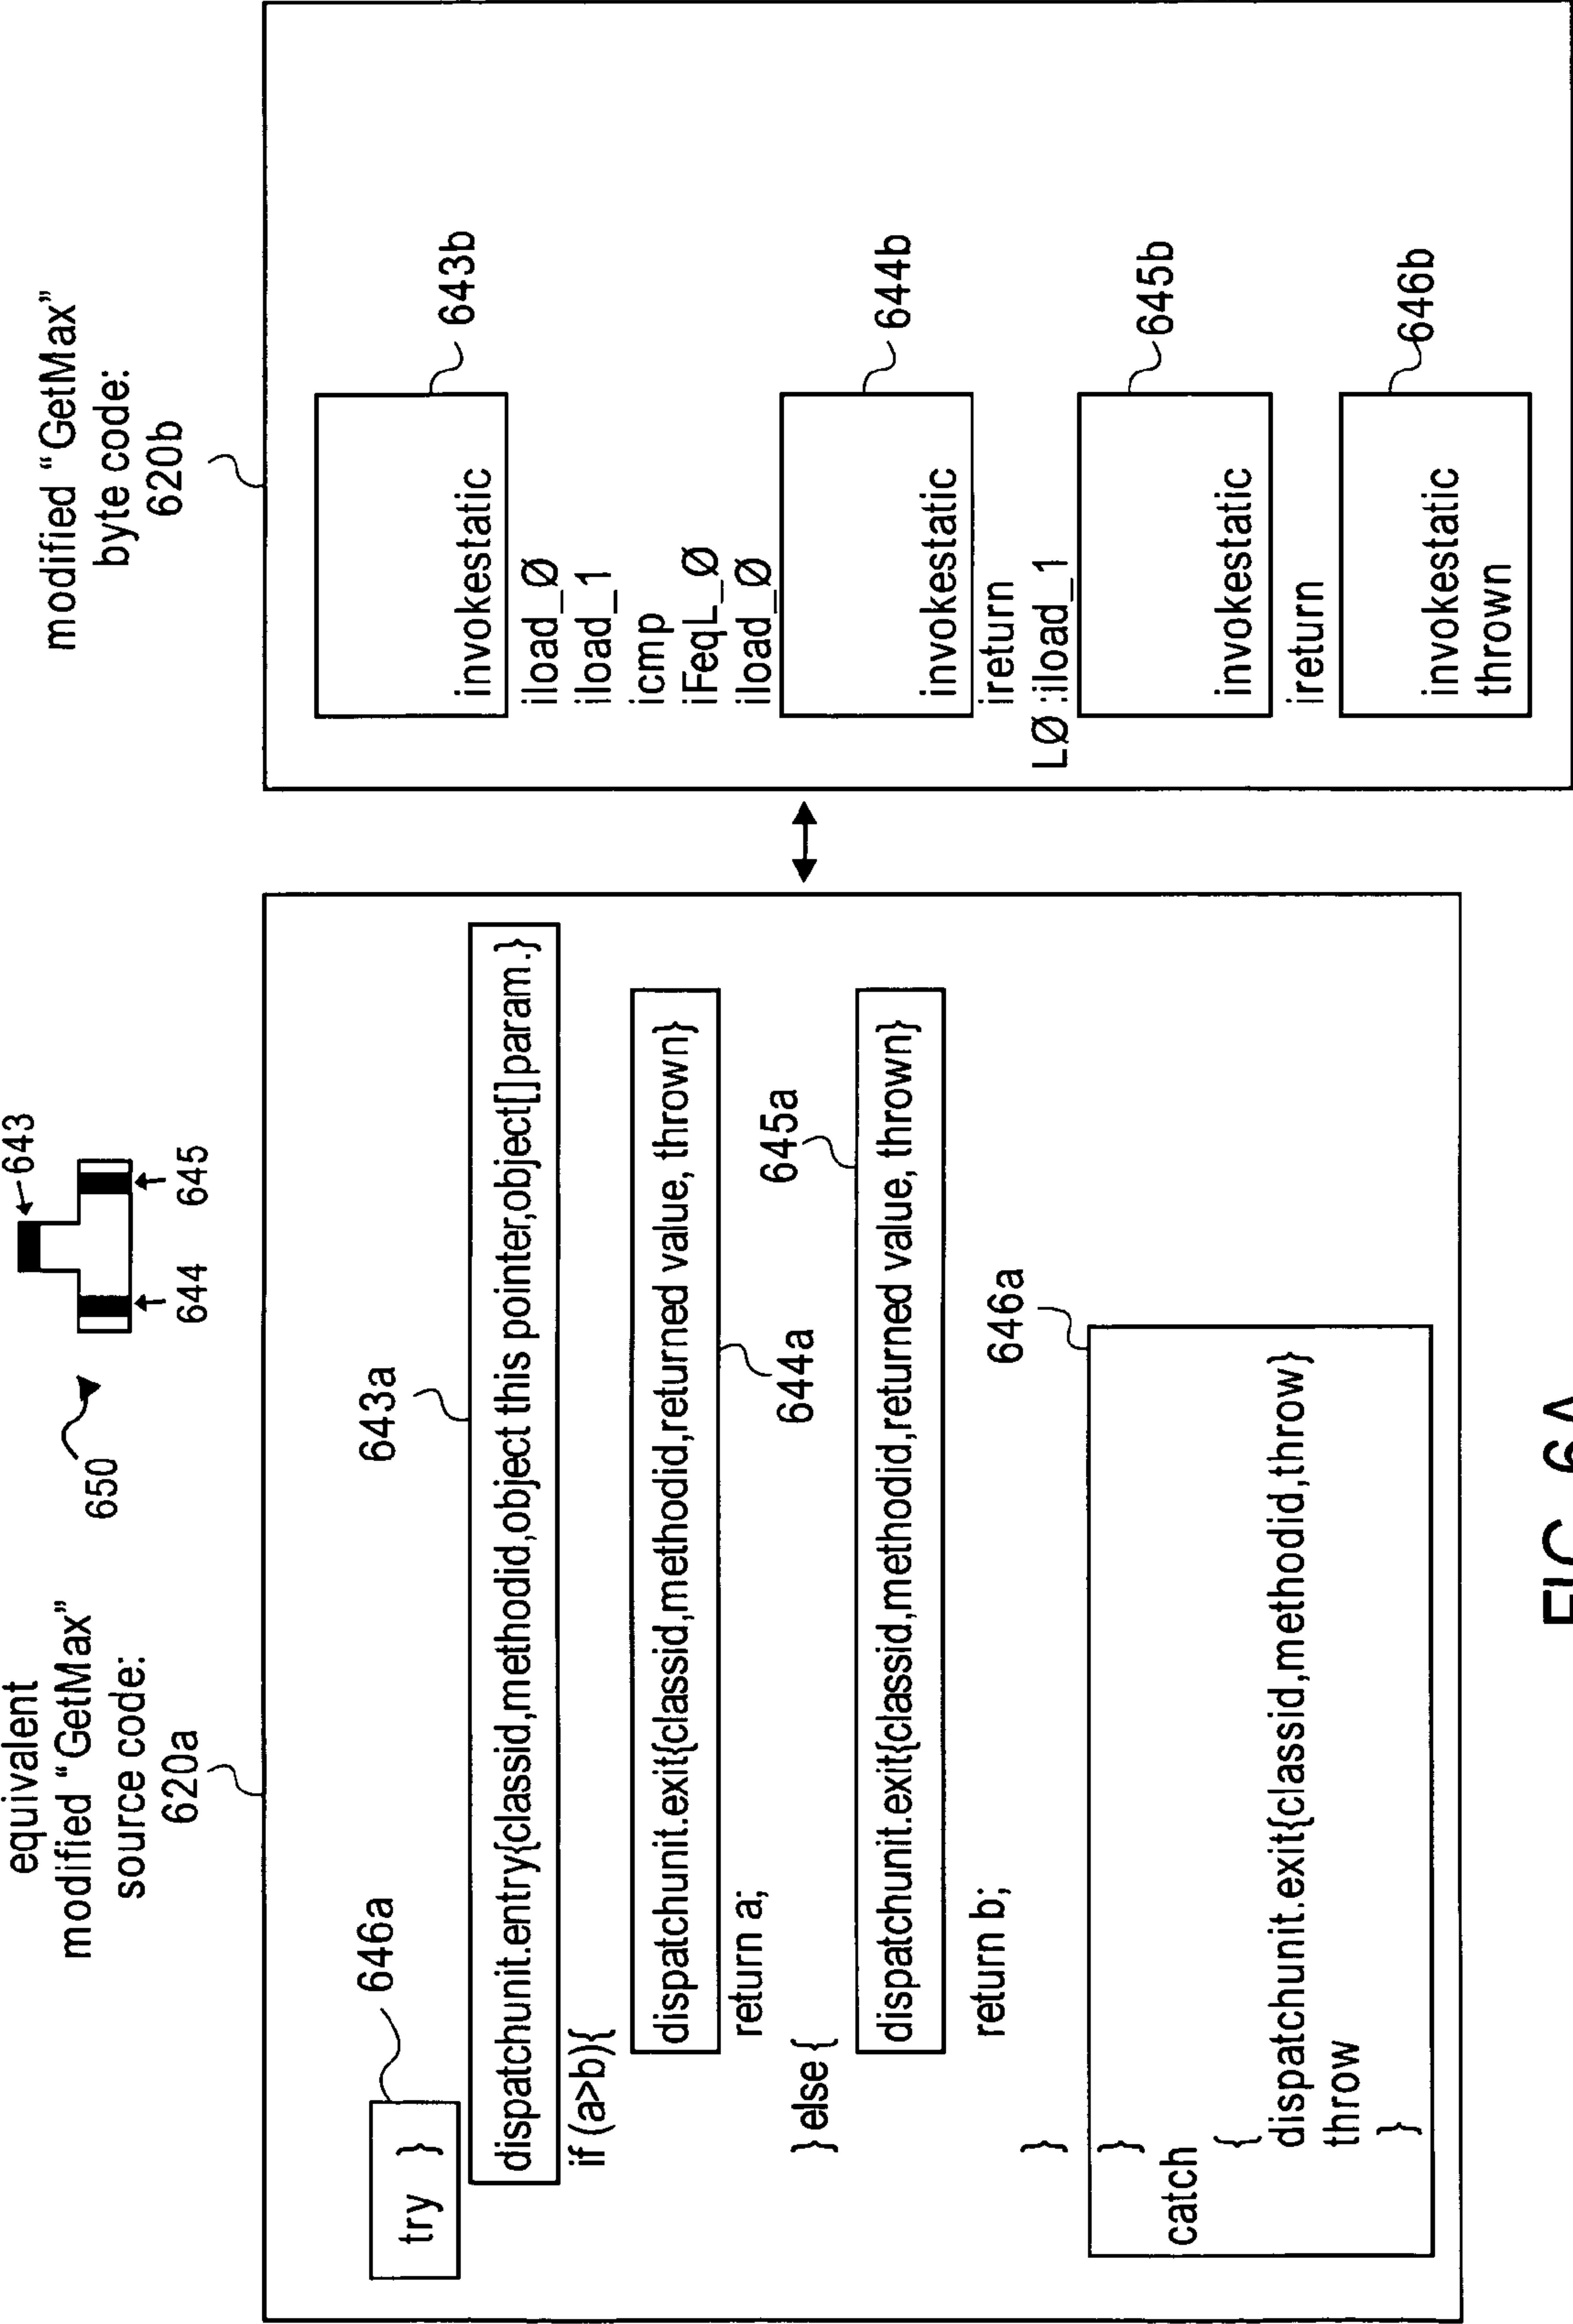 equivalent
modified “GetMax”
source code:
620a
650
643
644
645
646a
try }
643a
dispatchunit.entry{classid,methodid,object this pointer,object[]param.}
if (a>b){
dispatchunit.exit{classid,methodid,returned value, thrown}
644a
return a;
} else {
645a
dispatchunit.exit{classid,methodid,returned value, thrown}
return b;
}
646a
}
catch
{
dispatchunit.exit{classid,methodid,throw}
throw
}
modified “GetMax”
byte code:
620b
643b
invokestatic
iload_Ø
iload_1
icmp
iFeqL_Ø
iload_Ø
644b
invokestatic
ireturn
LØ :iload_1
645b
invokestatic
ireturn
646b
invokestatic
thrown
FIG. 6A